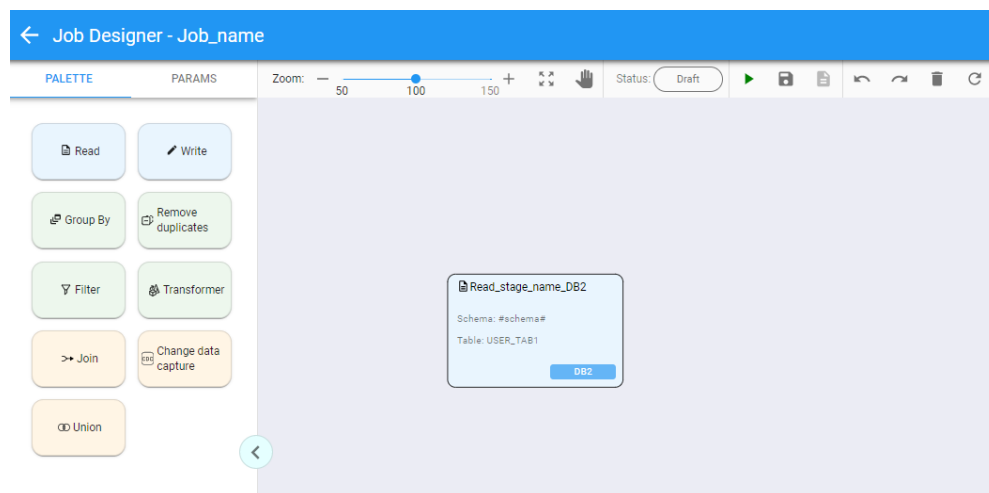 Job Designer - Job_name
PALETTE
PARAMS
Zoom:
50
100
150
Status:
Draft
Read
Write
Group By
Remove
duplicates
Filter
Transformer
Join
CDC
Change data
capture
Union
Read_stage_name_DB2
Schema: #schema#
Table: USER_TAB1
DB2